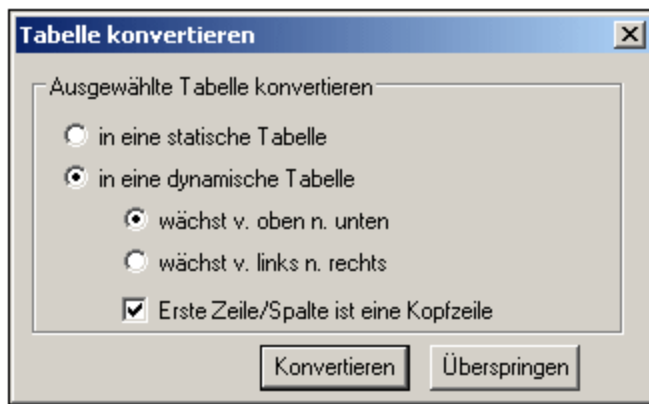 Tabelle konvertieren
Ausgewählte Tabelle konvertieren
in eine statische Tabelle
in eine dynamische Tabelle
wächst v. oben n. unten
wächst v. links n. rechts
Erste Zeile/Spalte ist eine Kopfzeile
Konvertieren Überspringen